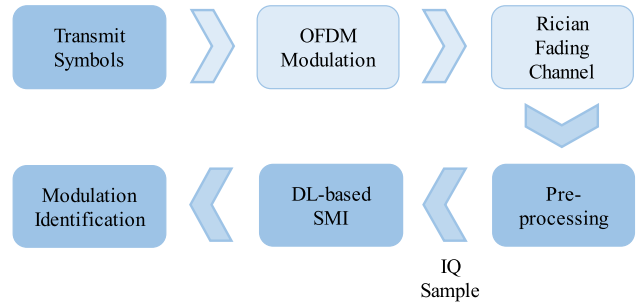 Transmit
Symbols
OFDM
Modulation
Rician
Fading
Channel
Modulation
Identification
DL-based
SMI
Pre-
processing
IQ
Sample